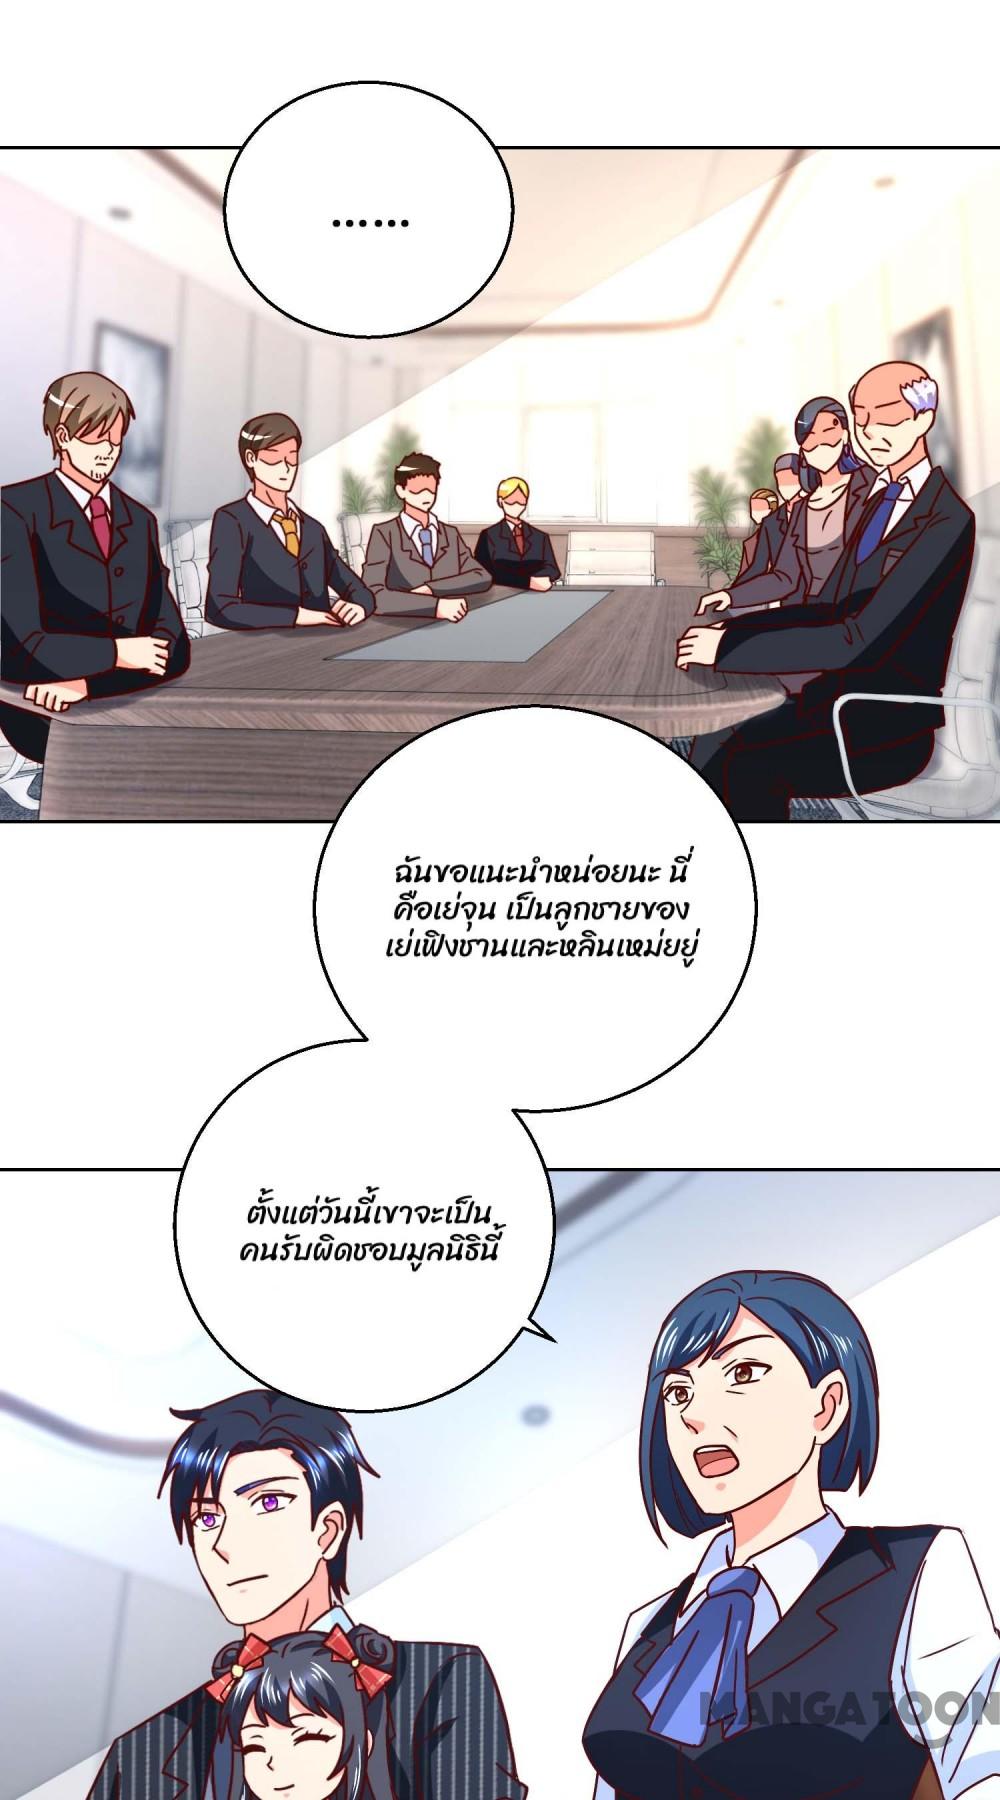 ......
ฉันขอแนะนำหน่อยนะ นี่
คือเย่จุน เป็นลูกชายของ
เย่เฟิงชานและหลินเหม่ยยู่
ตั้งแต่วันนี้เขาจะเป็น
คนรับผิดชอบมูลนิธินี้
MANGATOON